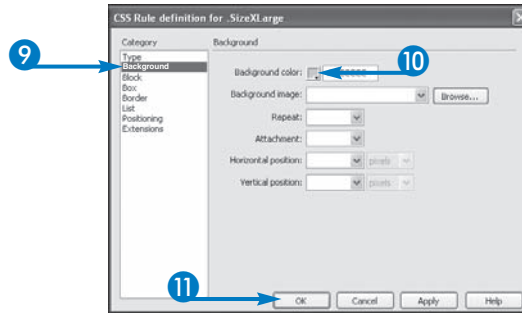 CSS Rule definition for .SizeXLarge
Category
Background
9
Type
Background
Block
Box
Border
List
Positioning
Extensions
Background color:
10
Background image:
Browse...
Repeat:
Attachment:
Horizontal position:
pixels
Vertical position:
pixels
11
OK
Cancel
Apply
Help